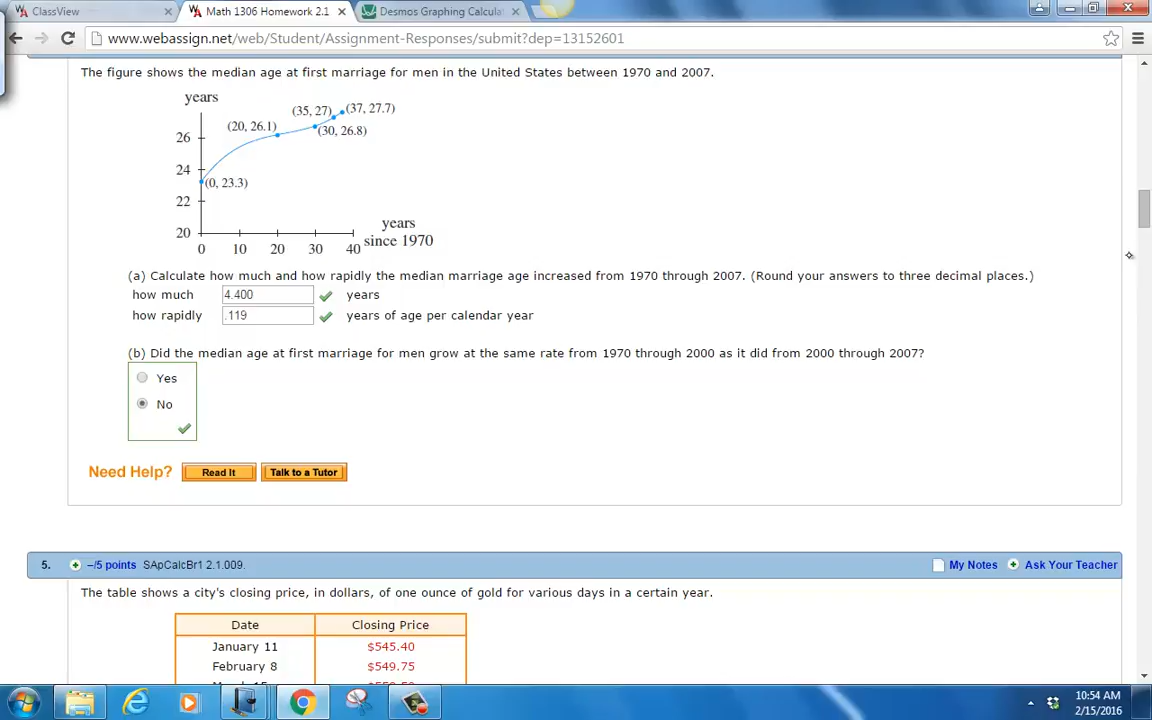 ClassView
Math 1306 Homework 2.1
Desmos Graphing Calcula
www.webassign.net/web/Student/Assignment-Responses/submit?dep=13152601
The figure shows the median age at first marriage for men in the United States between 1970 and 2007.
years
(35, 27)
(37, 27.7)
(20, 26.1)
(30, 26.8)
26
24
(0, 23.3)
22
20
years
since 1970
0 10 20 30 40
(a) Calculate how much and how rapidly the median marriage age increased from 1970 through 2007. (Round your answers to three decimal places.)
how much 4.400 years
how rapidly .119 years of age per calendar year
(b) Did the median age at first marriage for men grow at the same rate from 1970 through 2000 as it did from 2000 through 2007?
Yes
No
Need Help? Read It Talk to a Tutor
5. –/5 points SApCalcBr1 2.1.009. My Notes Ask Your Teacher
The table shows a city's closing price, in dollars, of one ounce of gold for various days in a certain year.
Date Closing Price
January 11 $545.40
February 8 $549.75
10:54 AM
2/15/2016